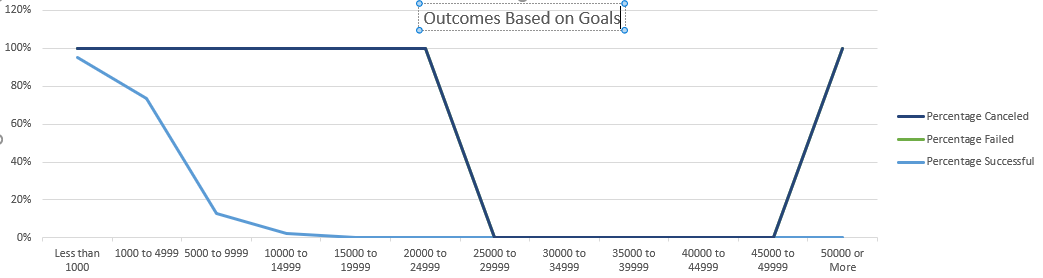 Outcomes Based on Goals
120%
100%
80%
60%
40%
20%
0%
Less than
1000
1000 to 4999
5000 to 9999
10000 to
14999
15000 to
19999
20000 to
24999
25000 to
29999
30000 to
34999
35000 to
39999
40000 to
44999
45000 to
49999
50000 or
More
Percentage Canceled
Percentage Failed
Percentage Successful